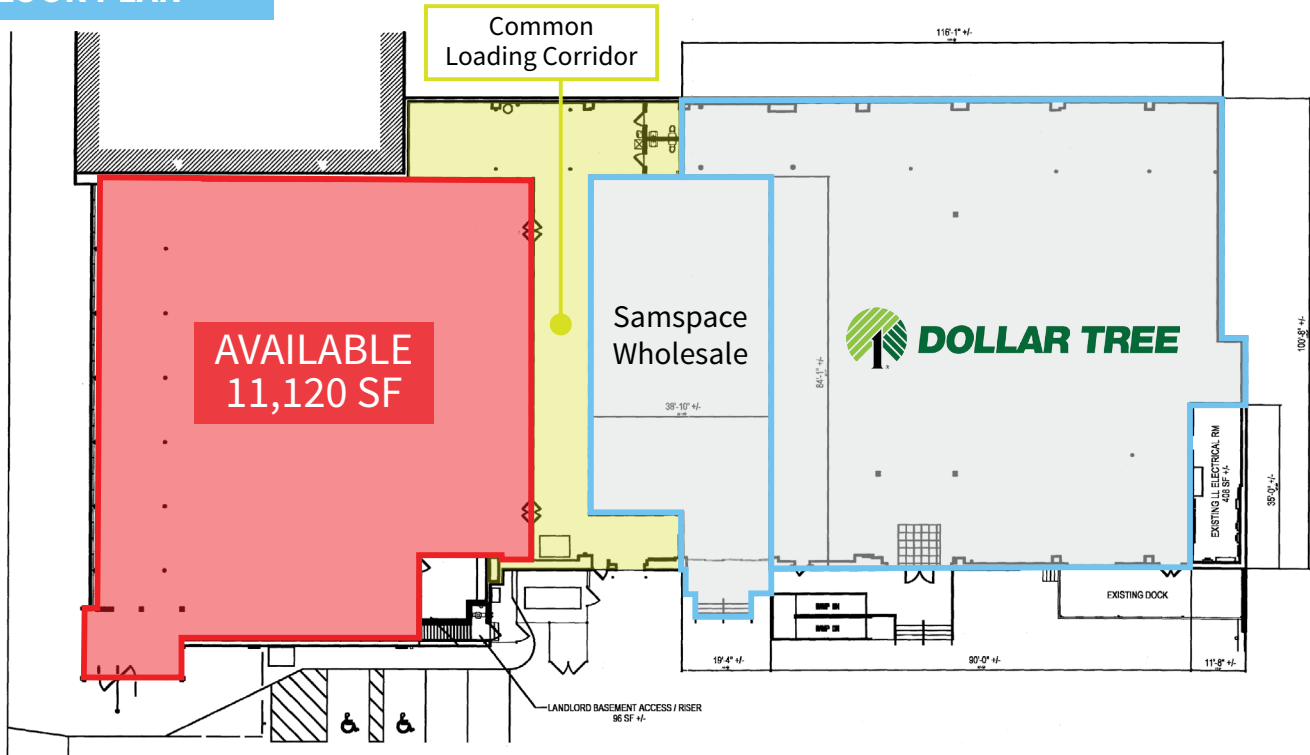 Common
Loading Corridor
116'-1" +/-
AVAILABLE
11,120 SF
Samspace
Wholesale
DOLLAR TREE
38'-10" +/-
84'-1" +/-
100'-8" +/-
EXISTING LL ELECTRICAL RM
408 SF +/-
35'-0" +/-
EXISTING DOCK
19'-4" +/-
90'-0" +/-
11'-8" +/-
LANDLORD BASEMENT ACCESS / RISER
96 SF +/-